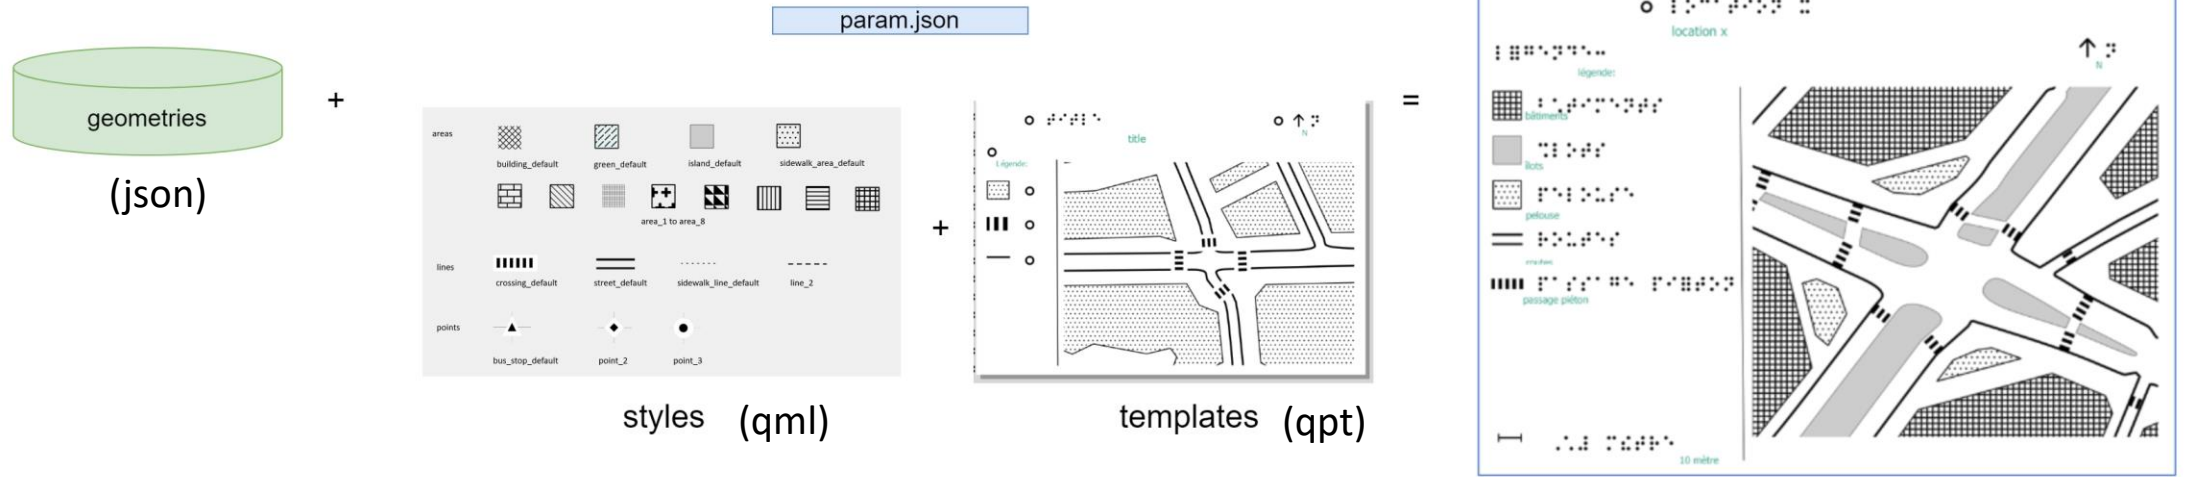 param.json
geometries
(json)
+
areas
building_default
green_default
island_default
sidewalk_area_default
area_1 to area_8
lines
crossing_default
street_default
sidewalk_line_default
line_2
points
bus_stop_default
point_2
point_3
styles (qml)
+
title
N
Légende:
templates (qpt)
=
location x
N
légende:
bâtiments
îlots
pelouse
routes
passage piéton
10 mètre